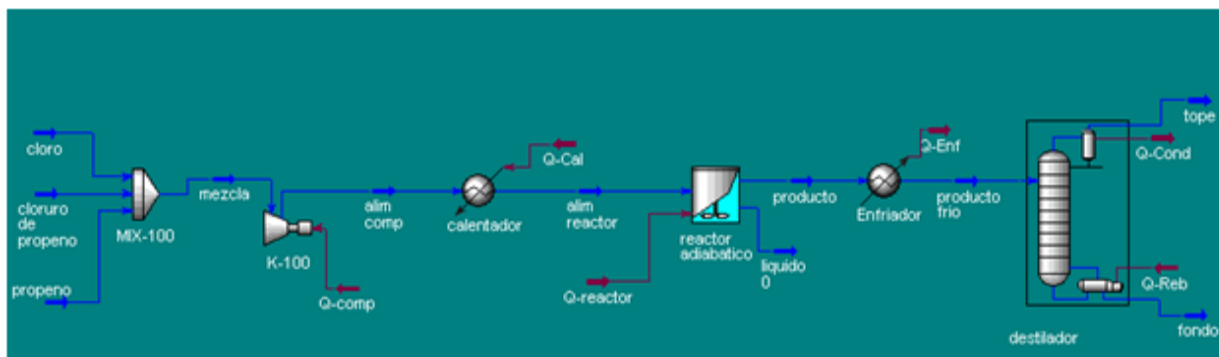 cloro
cloruro
de
propeno
propeno
MIX-100
mezcla
K-100
Q-comp
alim
comp
Q-Cal
calentador
alim
reactor
Q-reactor
reactor
adiabatico
producto
liquido
0
Q-Enf
Enfriador
producto
frio
tope
Q-Cond
Q-Reb
fondo
destilador